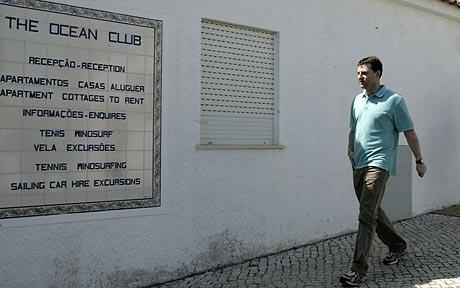 THE OCEAN CLUB
RECEPÇÃO-RECEPTION
APARTAMENTOS CASAS ALUGUER
APARTMENT COTTAGES TO RENT
INFORMAÇÕES-ENQUIRES
TENIS WINDSURF
VELA EXCURSÕES
TENNIS WINDSURFING
SAILING CAR HIRE EXCURSIONS